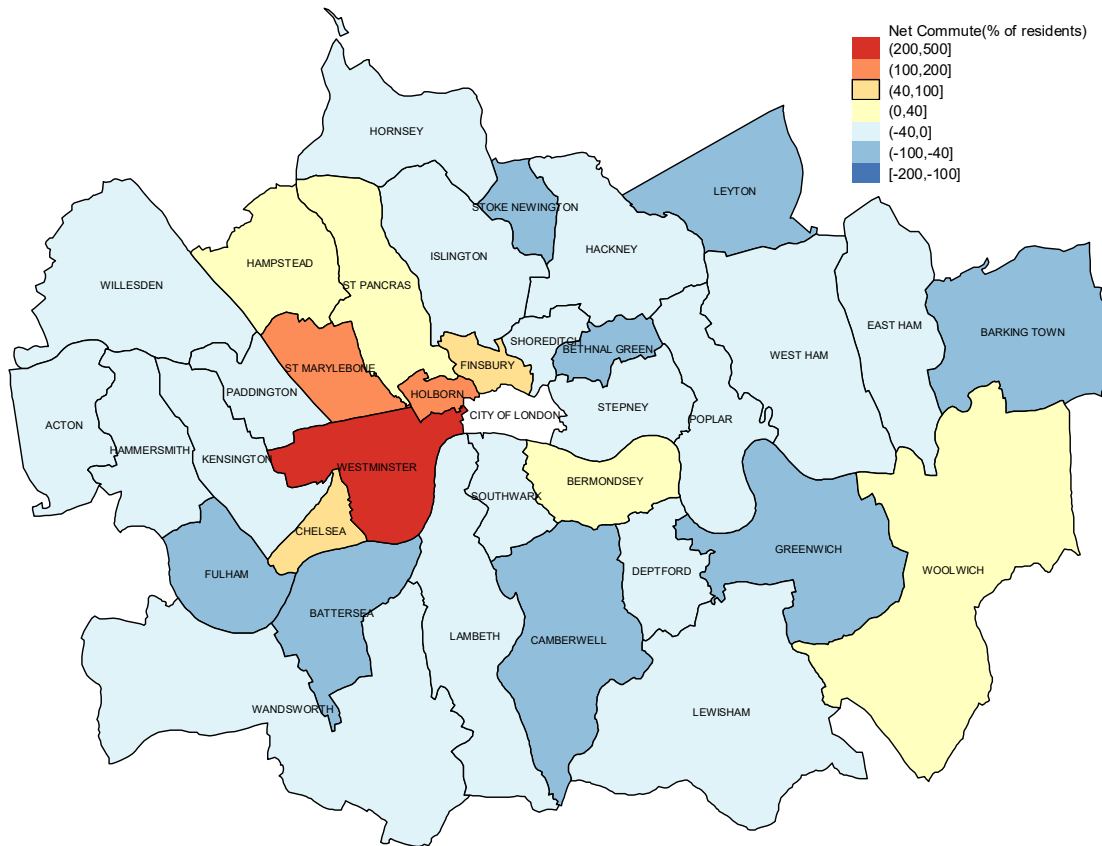 Net Commute(% of residents)
(200,500]
(100,200]
(40,100]
(0,40]
(-40,0]
(-100,-40]
[-200,-100]
HORNSEY
LEYTON
STOKE NEWINGTON
HACKNEY
ISLINGTON
HAMPSTEAD
ST PANCRAS
WILLESDEN
EAST HAM
BARKING TOWN
SHOREDITCH
BETHNAL GREEN
WEST HAM
FINSBURY
ST MARYLEBONE
PADDINGTON
HOLBORN
STEPNEY
CITY OF LONDON
POPLAR
ACTON
HAMMERSMITH
KENSINGTON
WESTMINSTER
BERMONDSEY
SOUTHWARK
CHELSEA
GREENWICH
FULHAM
DEPTFORD
WOOLWICH
BATTERSEA
LAMBETH
CAMBERWELL
WANDSWORTH
LEWISHAM